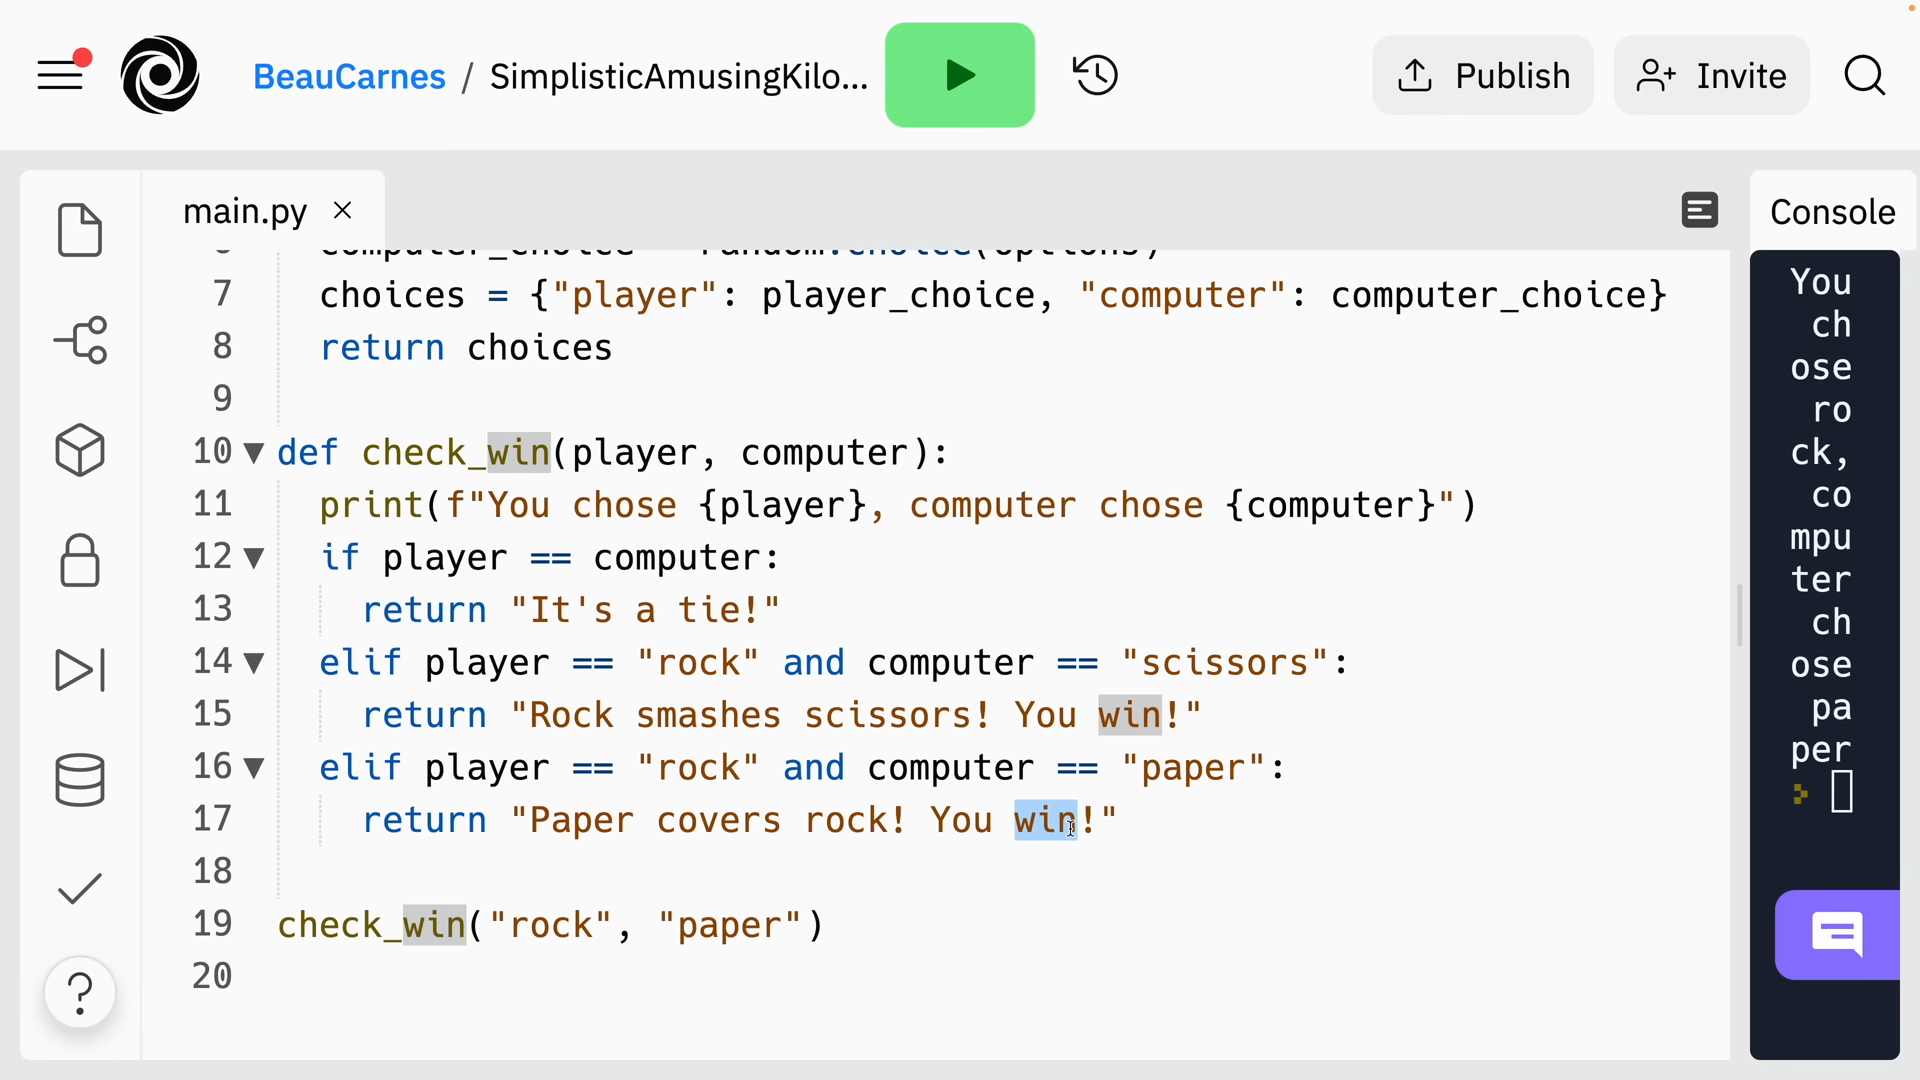 BeauCarnes / SimplisticAmusingKilo...
Publish
Invite
main.py
Console
computer_choice = random.choice(options)
7 choices = {"player": player_choice, "computer": computer_choice}
8 return choices
9
10 def check_win(player, computer):
11 print(f"You chose {player}, computer chose {computer}")
12 if player == computer:
13 return "It's a tie!"
14 elif player == "rock" and computer == "scissors":
15 return "Rock smashes scissors! You win!"
16 elif player == "rock" and computer == "paper":
17 return "Paper covers rock! You win!"
18
19 check_win("rock", "paper")
20
You
ch
ose
ro
ck,
co
mpu
ter
ch
ose
pa
per
?